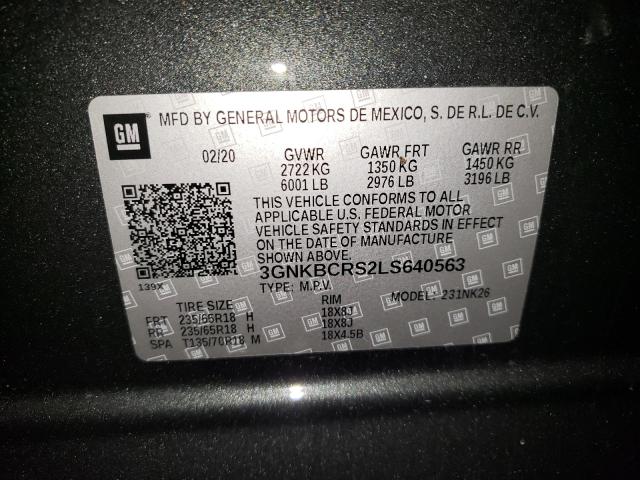 GM MFD BY GENERAL MOTORS DE MEXICO, S. DE R.L. DE C.V.
02/20 GVWR GAWR FRT GAWR RR
2722 KG 1350 KG 1450 KG
6001 LB 2976 LB 3196 LB
THIS VEHICLE CONFORMS TO ALL
APPLICABLE U.S. FEDERAL MOTOR
VEHICLE SAFETY STANDARDS IN EFFECT
ON THE DATE OF MANUFACTURE
SHOWN ABOVE.
139X 3GNKBCRS2LS640563
TYPE: M.P.V. MODEL: 231NK26
TIRE SIZE RIM
FRT 235/65R18 H 18X8J
RR 235/65R18 H 18X8J
SPA T135/70R18 M 18X4.5B